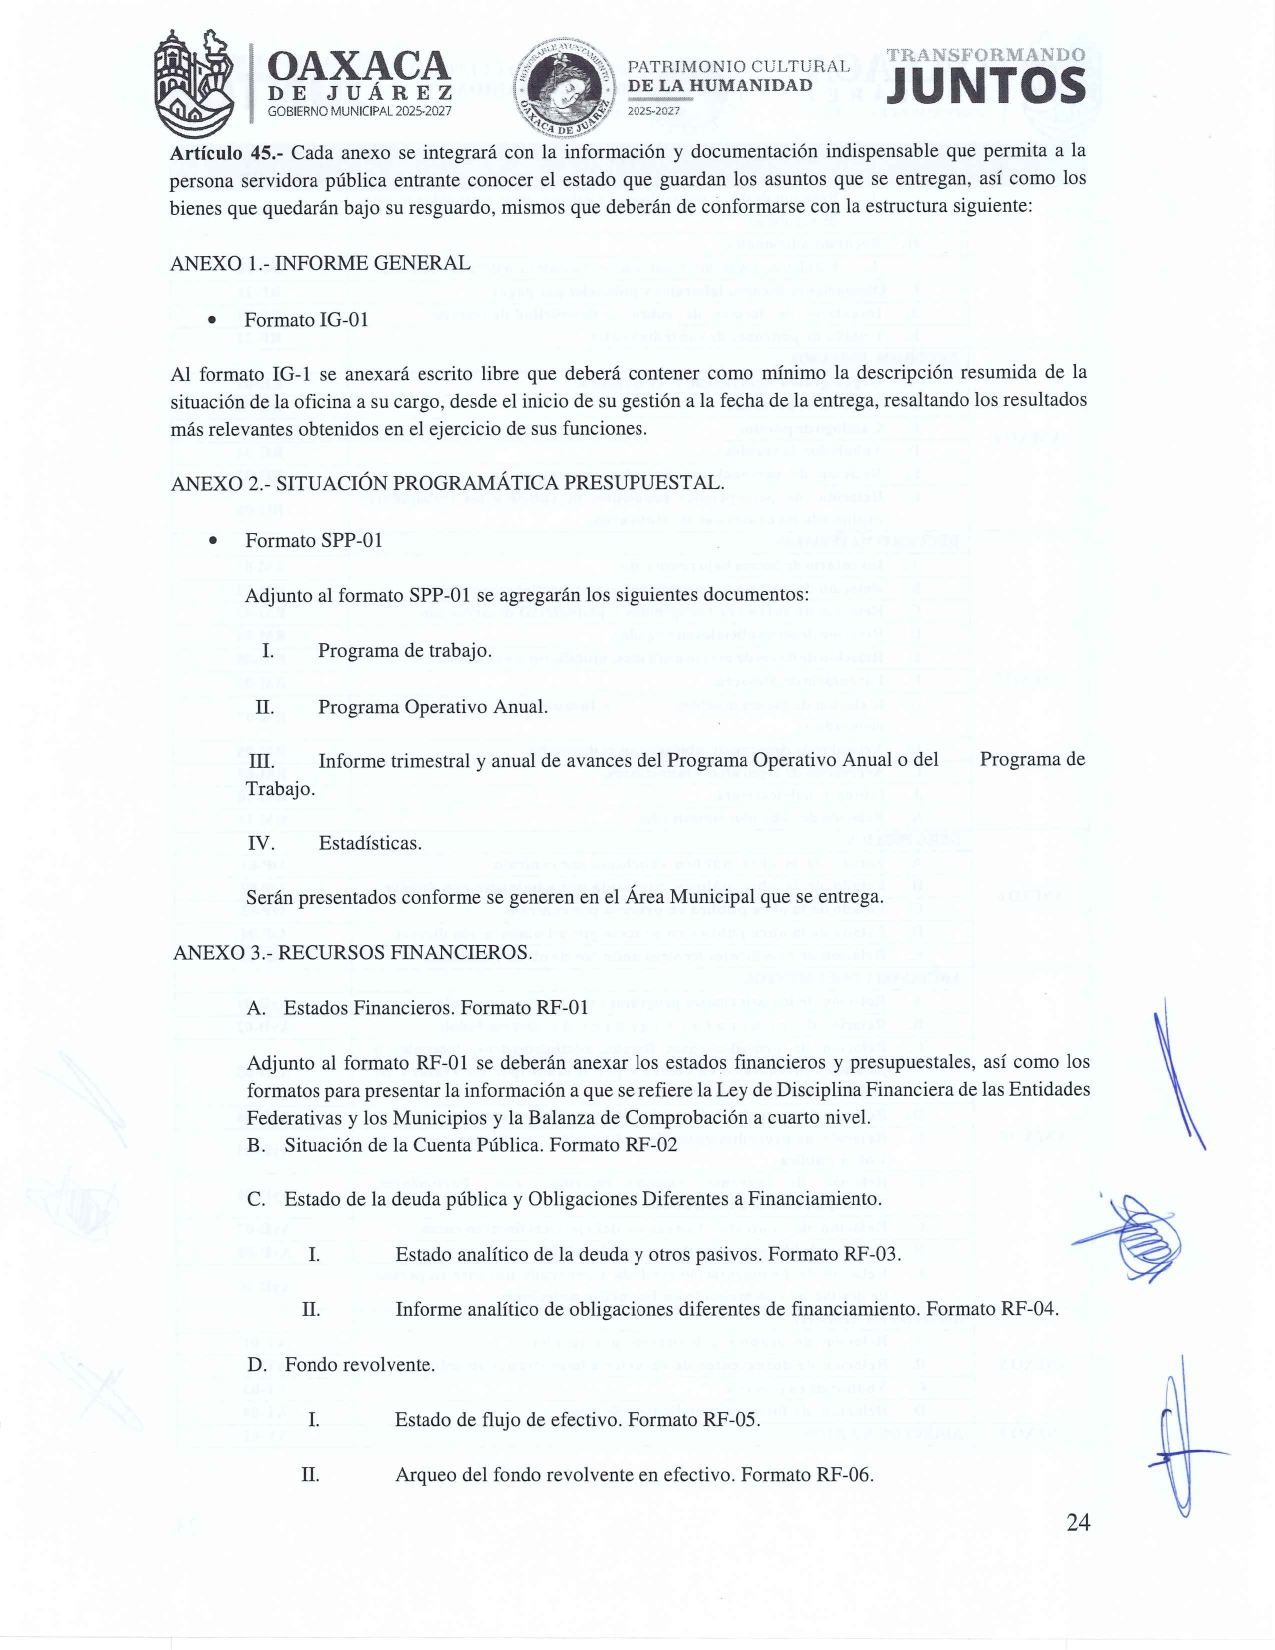 OAXACA
DE JUÁREZ
GOBIERNO MUNICIPAL 2025-2027
HONORABLE AYUNTAMIENTO
OAXACA DE JUÁREZ
PATRIMONIO CULTURAL
DE LA HUMANIDAD
2025-2027
TRANSFORMANDO
JUNTOS
Artículo 45.- Cada anexo se integrará con la información y documentación indispensable que permita a la
persona servidora pública entrante conocer el estado que guardan los asuntos que se entregan, así como los
bienes que quedarán bajo su resguardo, mismos que deberán de conformarse con la estructura siguiente:
ANEXO 1.- INFORME GENERAL
• Formato IG-01
Al formato IG-1 se anexará escrito libre que deberá contener como mínimo la descripción resumida de la
situación de la oficina a su cargo, desde el inicio de su gestión a la fecha de la entrega, resaltando los resultados
más relevantes obtenidos en el ejercicio de sus funciones.
ANEXO 2.- SITUACIÓN PROGRAMÁTICA PRESUPUESTAL.
• Formato SPP-01
Adjunto al formato SPP-01 se agregarán los siguientes documentos:
I. Programa de trabajo.
II. Programa Operativo Anual.
III. Informe trimestral y anual de avances del Programa Operativo Anual o del Programa de
Trabajo.
IV. Estadísticas.
Serán presentados conforme se generen en el Área Municipal que se entrega.
ANEXO 3.- RECURSOS FINANCIEROS.
A. Estados Financieros. Formato RF-01
Adjunto al formato RF-01 se deberán anexar los estados financieros y presupuestales, así como los
formatos para presentar la información a que se refiere la Ley de Disciplina Financiera de las Entidades
Federativas y los Municipios y la Balanza de Comprobación a cuarto nivel.
B. Situación de la Cuenta Pública. Formato RF-02
C. Estado de la deuda pública y Obligaciones Diferentes a Financiamiento.
I. Estado analítico de la deuda y otros pasivos. Formato RF-03.
II. Informe analítico de obligaciones diferentes de financiamiento. Formato RF-04.
D. Fondo revolvente.
I. Estado de flujo de efectivo. Formato RF-05.
II. Arqueo del fondo revolvente en efectivo. Formato RF-06.
24